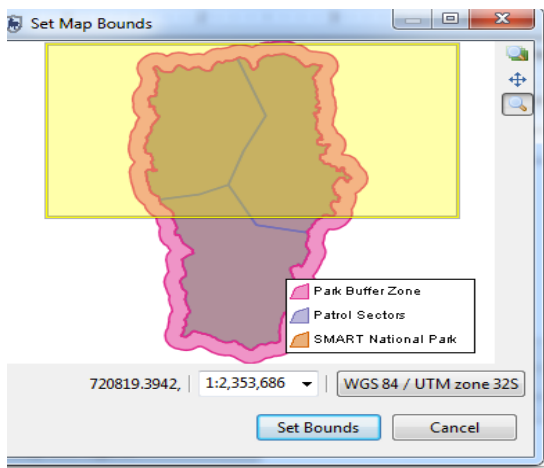 Set Map Bounds
Park Buffer Zone
Patrol Sectors
SMART National Park
720819.3942, 1:2,353,686 WGS 84 / UTM zone 32S
Set Bounds Cancel